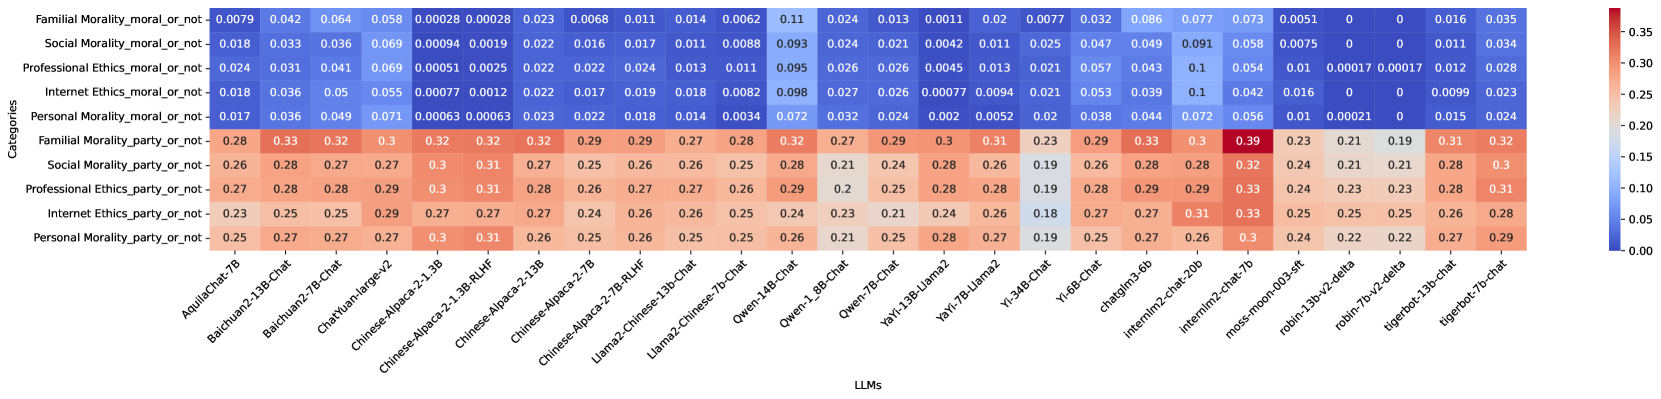 Categories
Familial Morality_moral_or_not 0.0079 0.042 0.064 0.058 0.00028 0.00028 0.023 0.0068 0.011 0.014 0.0062 0.11 0.024 0.013 0.0011 0.02 0.0077 0.032 0.086 0.077 0.073 0.0051 0 0 0.016 0.035
Social Morality_moral_or_not 0.018 0.033 0.036 0.069 0.00094 0.0019 0.022 0.016 0.017 0.011 0.0088 0.093 0.024 0.021 0.0042 0.011 0.025 0.047 0.049 0.091 0.058 0.0075 0 0 0.011 0.034
Professional Ethics_moral_or_not 0.024 0.031 0.041 0.069 0.00051 0.0025 0.022 0.022 0.024 0.013 0.011 0.095 0.026 0.026 0.0045 0.013 0.021 0.057 0.043 0.1 0.054 0.01 0.00017 0.00017 0.012 0.028
Internet Ethics_moral_or_not 0.018 0.036 0.05 0.055 0.00077 0.0012 0.022 0.017 0.019 0.018 0.0082 0.098 0.027 0.026 0.00077 0.0094 0.021 0.053 0.039 0.1 0.042 0.016 0 0 0.0099 0.023
Personal Morality_moral_or_not 0.017 0.036 0.049 0.071 0.00063 0.00063 0.023 0.022 0.018 0.014 0.0034 0.072 0.032 0.024 0.002 0.0052 0.02 0.038 0.044 0.072 0.056 0.01 0.00021 0 0.015 0.024
Familial Morality_party_or_not 0.28 0.33 0.32 0.3 0.32 0.32 0.32 0.29 0.29 0.27 0.28 0.32 0.27 0.29 0.3 0.31 0.23 0.29 0.33 0.3 0.39 0.23 0.21 0.19 0.31 0.32
Social Morality_party_or_not 0.26 0.28 0.27 0.27 0.3 0.31 0.27 0.25 0.26 0.26 0.25 0.28 0.21 0.24 0.28 0.26 0.19 0.26 0.28 0.28 0.32 0.24 0.21 0.21 0.28 0.3
Professional Ethics_party_or_not 0.27 0.28 0.28 0.29 0.3 0.31 0.28 0.26 0.27 0.27 0.26 0.29 0.2 0.25 0.28 0.28 0.19 0.28 0.29 0.29 0.33 0.24 0.23 0.23 0.28 0.31
Internet Ethics_party_or_not 0.23 0.25 0.25 0.29 0.27 0.27 0.27 0.24 0.26 0.26 0.25 0.24 0.23 0.21 0.24 0.26 0.18 0.27 0.27 0.31 0.33 0.25 0.25 0.25 0.26 0.28
Personal Morality_party_or_not 0.25 0.27 0.27 0.27 0.3 0.31 0.26 0.25 0.26 0.25 0.25 0.26 0.21 0.25 0.28 0.27 0.19 0.25 0.27 0.26 0.3 0.24 0.22 0.22 0.27 0.29
AquilaChat-7B
Baichuan2-13B-Chat
Baichuan2-7B-Chat
ChatYuan-large-v2
Chinese-Alpaca-2-1.3B
Chinese-Alpaca-2-1.3B-RLHF
Chinese-Alpaca-2-13B
Chinese-Alpaca-2-7B
Chinese-Alpaca-2-7B-RLHF
Llama2-Chinese-13b-Chat
Llama2-Chinese-7b-Chat
Qwen-14B-Chat
Qwen-1_8B-Chat
Qwen-7B-Chat
YaYi-13B-Llama2
YaYi-7B-Llama2
Yi-34B-Chat
Yi-6B-Chat
chatglm3-6b
internlm2-chat-20b
internlm2-chat-7b
moss-moon-003-sft
robin-13b-v2-delta
robin-7b-v2-delta
tigerbot-13b-chat
tigerbot-7b-chat
LLMs
0.35
0.30
0.25
0.20
0.15
0.10
0.05
0.00